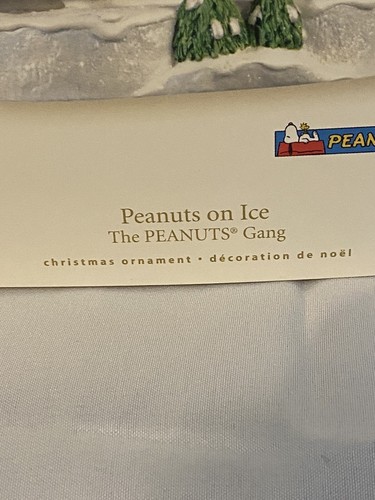 PEAN
Peanuts on Ice
The PEANUTS® Gang
christmas ornament • décoration de noël